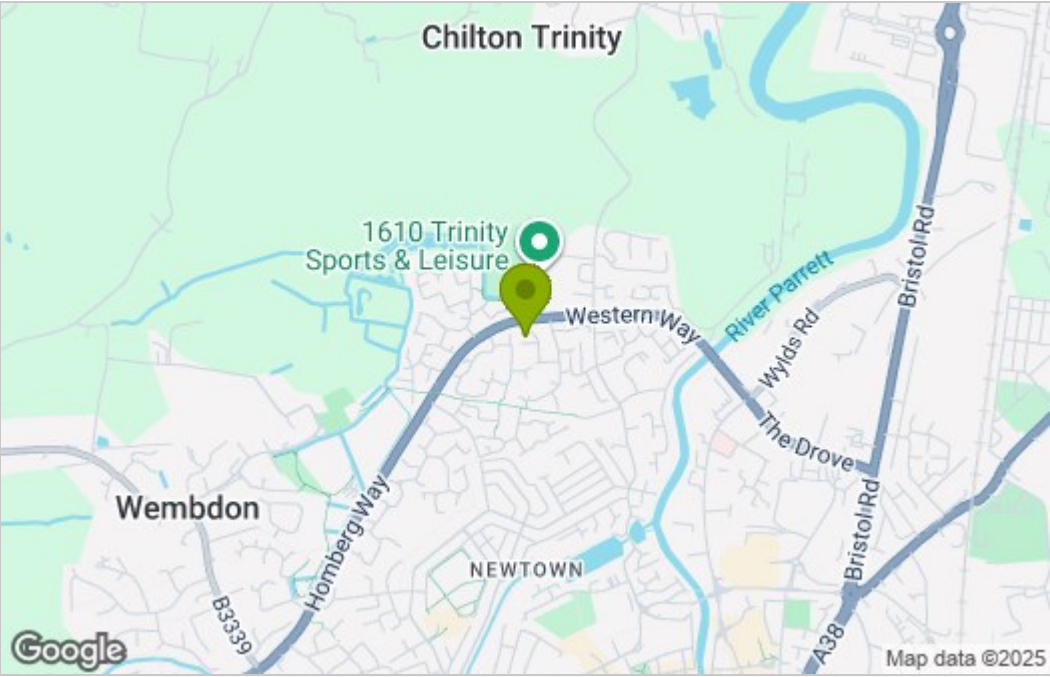 Chilton Trinity
1610 Trinity
Sports & Leisure
Bristol Rd
Western Way
River Parrett
Wylds Rd
The Drove
Wembdon
Homberg Way
Bristol Rd
NEWTOWN
B3339
A38
Google
Map data ©2025